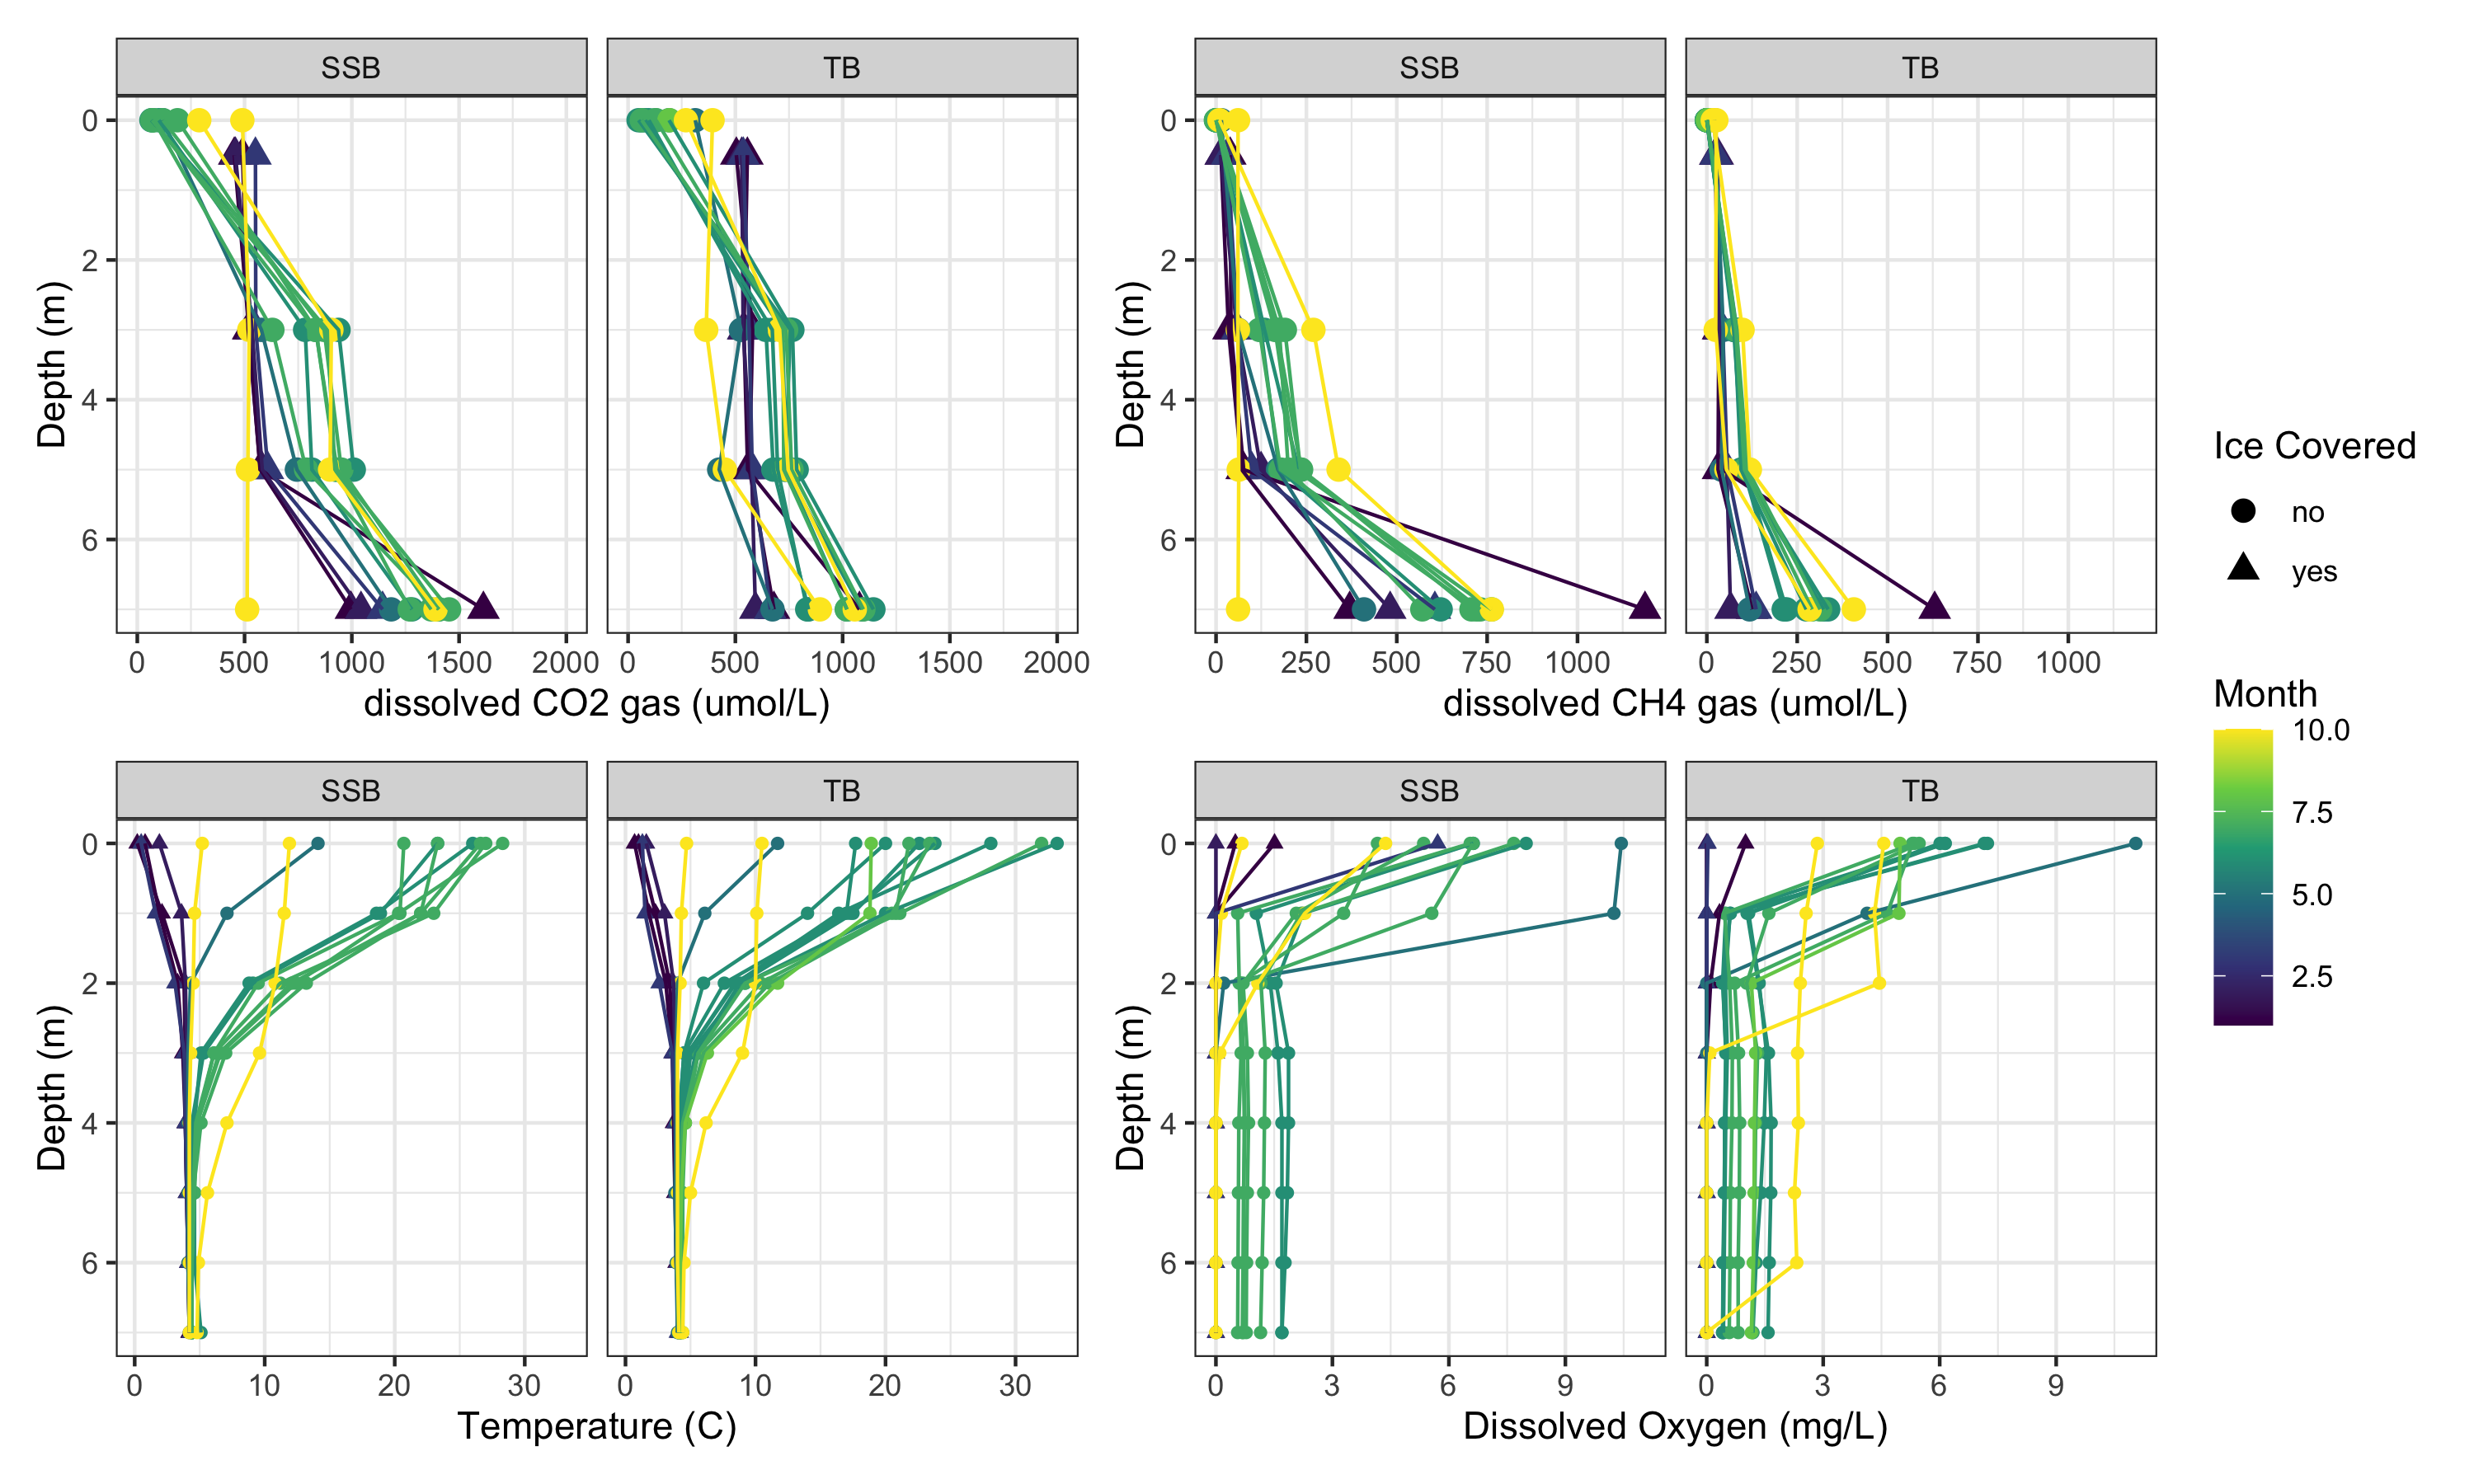 SSB
TB
Depth (m)
0
2
4
6
0 500 1000 1500 2000
0 500 1000 1500 2000
dissolved CO2 gas (umol/L)
SSB
TB
Depth (m)
0
2
4
6
0 250 500 750 1000
0 250 500 750 1000
dissolved CH4 gas (umol/L)
SSB
TB
Depth (m)
0
2
4
6
0 10 20 30
0 10 20 30
Temperature (C)
SSB
TB
Depth (m)
0
2
4
6
0 3 6 9
0 3 6 9
Dissolved Oxygen (mg/L)
Ice Covered
no
yes
Month
10.0
7.5
5.0
2.5